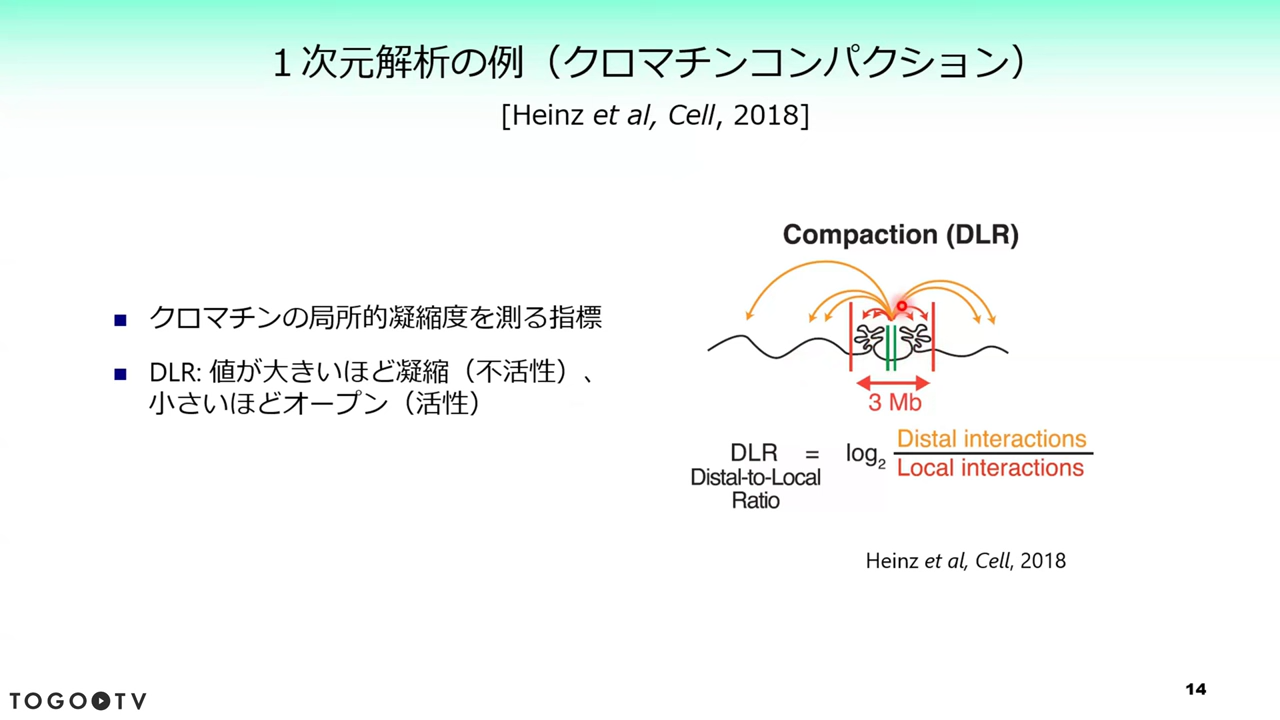 １次元解析の例（クロマチンコンパクション）
[Heinz et al, Cell, 2018]
クロマチンの局所的凝縮度を測る指標
DLR: 値が大きいほど凝縮（不活性）、
小さいほどオープン（活性）
Compaction (DLR)
3 Mb
DLR = log2 Distal interactions
Local interactions
Distal-to-Local
Ratio
Heinz et al, Cell, 2018
TOGOTV
14